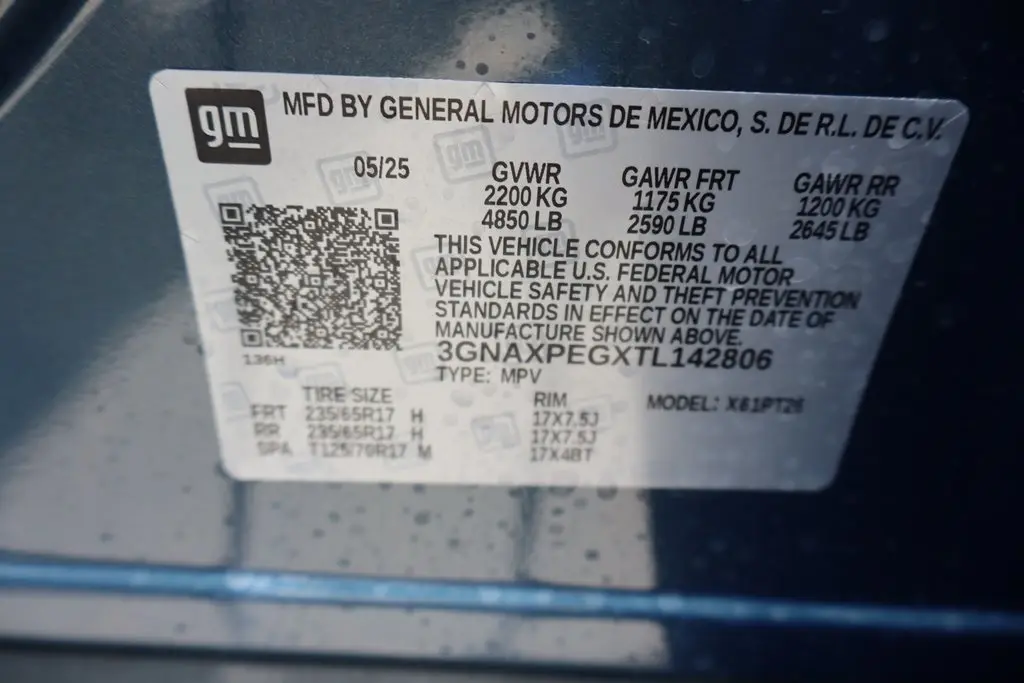 gm MFD BY GENERAL MOTORS DE MEXICO, S. DE R.L. DE C.V.
05/25 GVWR GAWR FRT GAWR RR
2200 KG 1175 KG 1200 KG
4850 LB 2590 LB 2645 LB
THIS VEHICLE CONFORMS TO ALL
APPLICABLE U.S. FEDERAL MOTOR
VEHICLE SAFETY AND THEFT PREVENTION
STANDARDS IN EFFECT ON THE DATE OF
MANUFACTURE SHOWN ABOVE.
136H 3GNAXPEGXTL142806
TYPE: MPV
TIRE SIZE RIM MODEL: X61PT26
FRT 235/65R17 H 17X7.5J
RR 235/65R17 H 17X7.5J
SPA T125/70R17 M 17X4BT